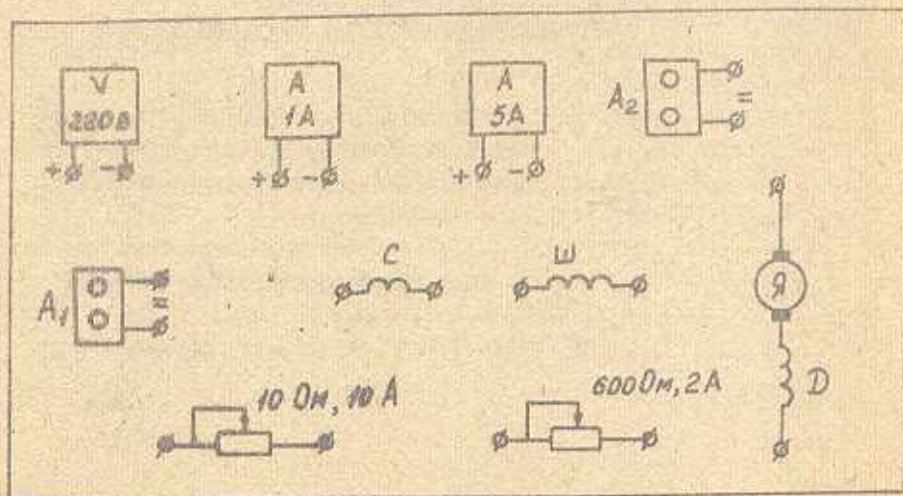 V
220 В
+ -
A
1A
+ -
A
5A
+ -
A2
=
A1
=
С
Ш
Я
D
10 Ом, 10 А
600 Ом, 2 А